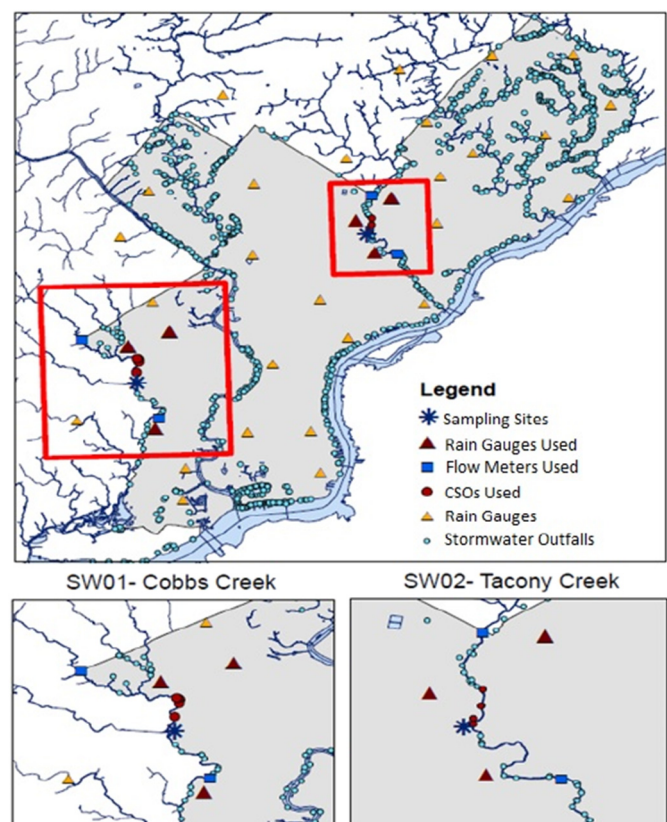 Legend
Sampling Sites
Rain Gauges Used
Flow Meters Used
CSOs Used
Rain Gauges
Stormwater Outfalls
SW01- Cobbs Creek
SW02- Tacony Creek